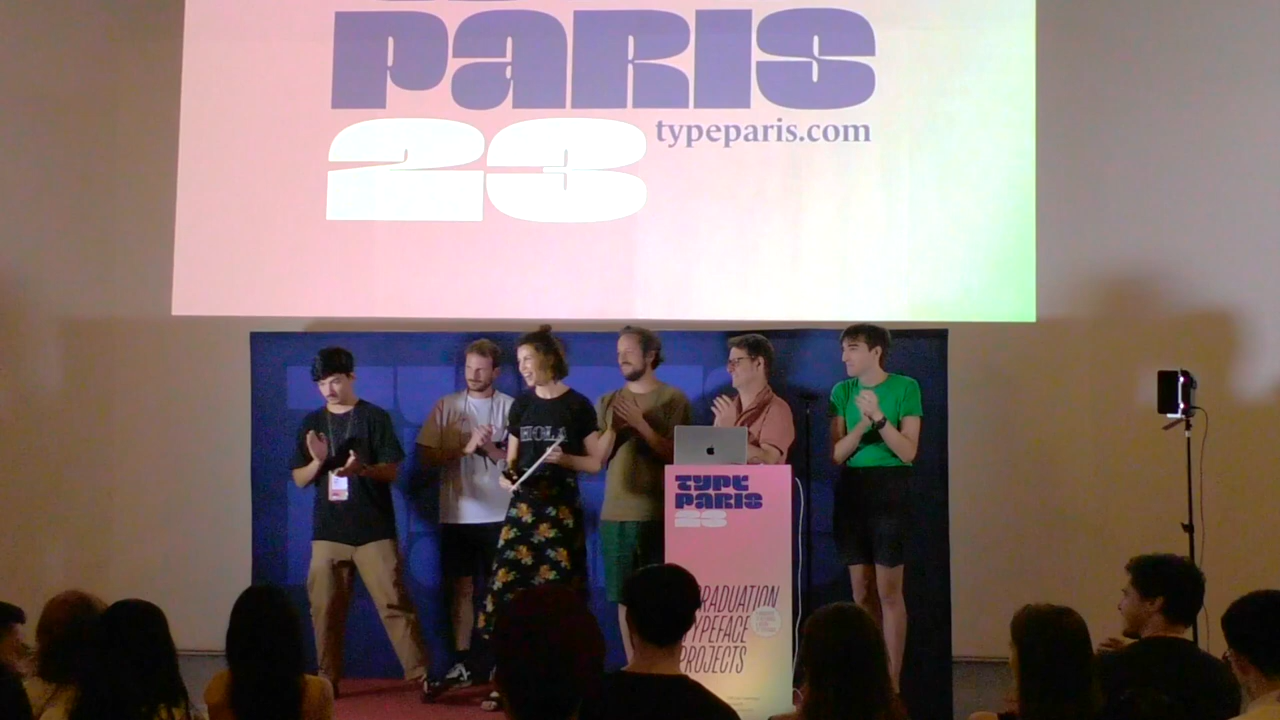 PARIS
23
typeparis.com
HOLA
TYPE
PARIS
23
GRADUATION
TYPEFACE
PROJECTS